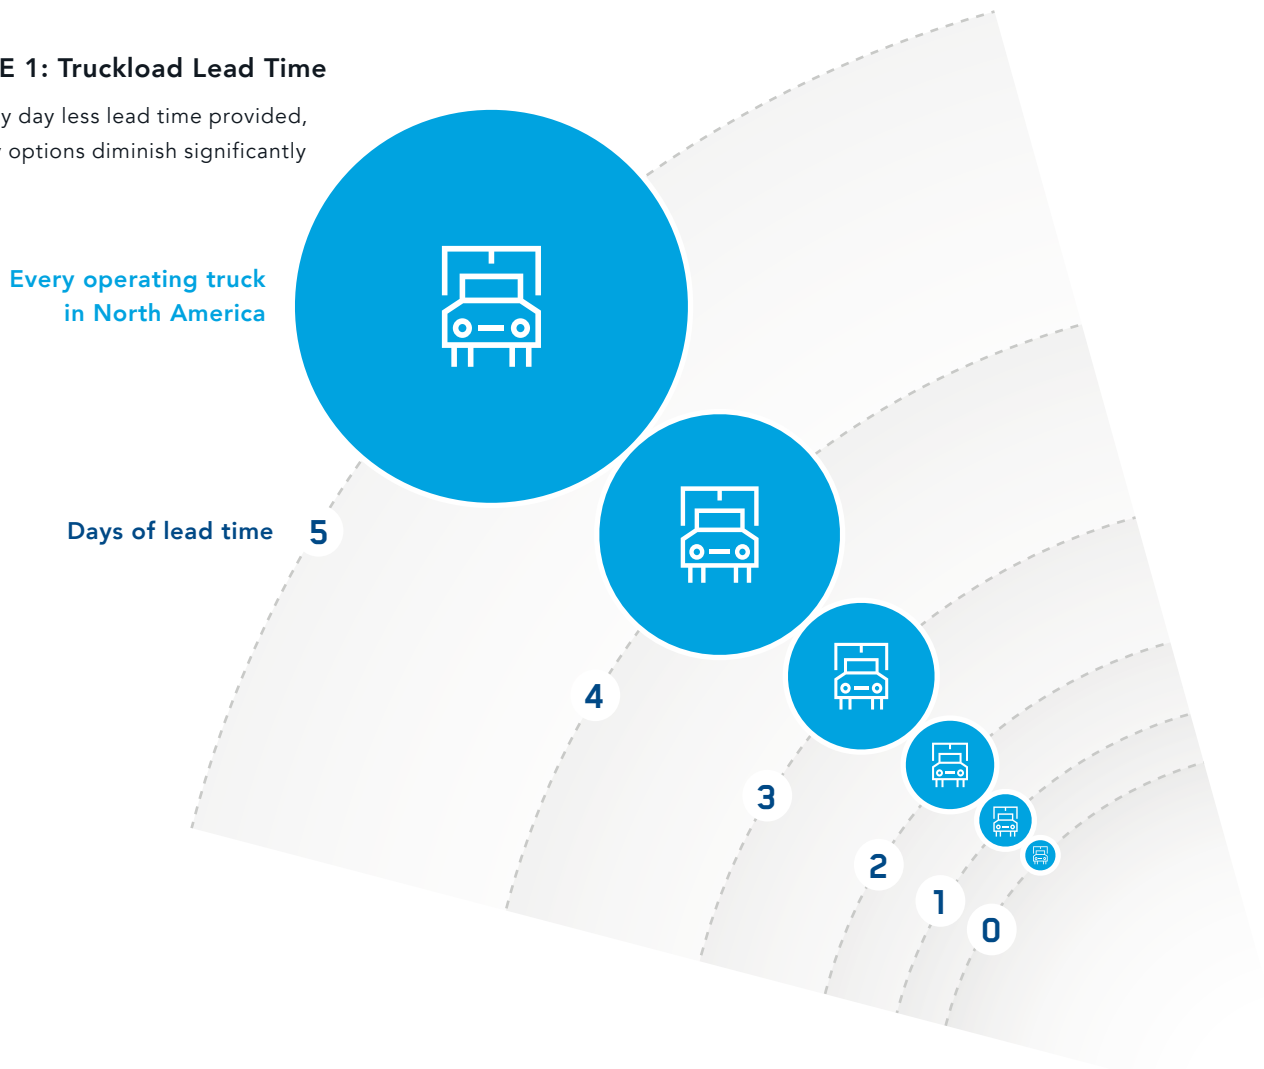 E 1: Truckload Lead Time
y day less lead time provided,
options diminish significantly
Every operating truck
in North America
Days of lead time 5
4
3
2
1
0